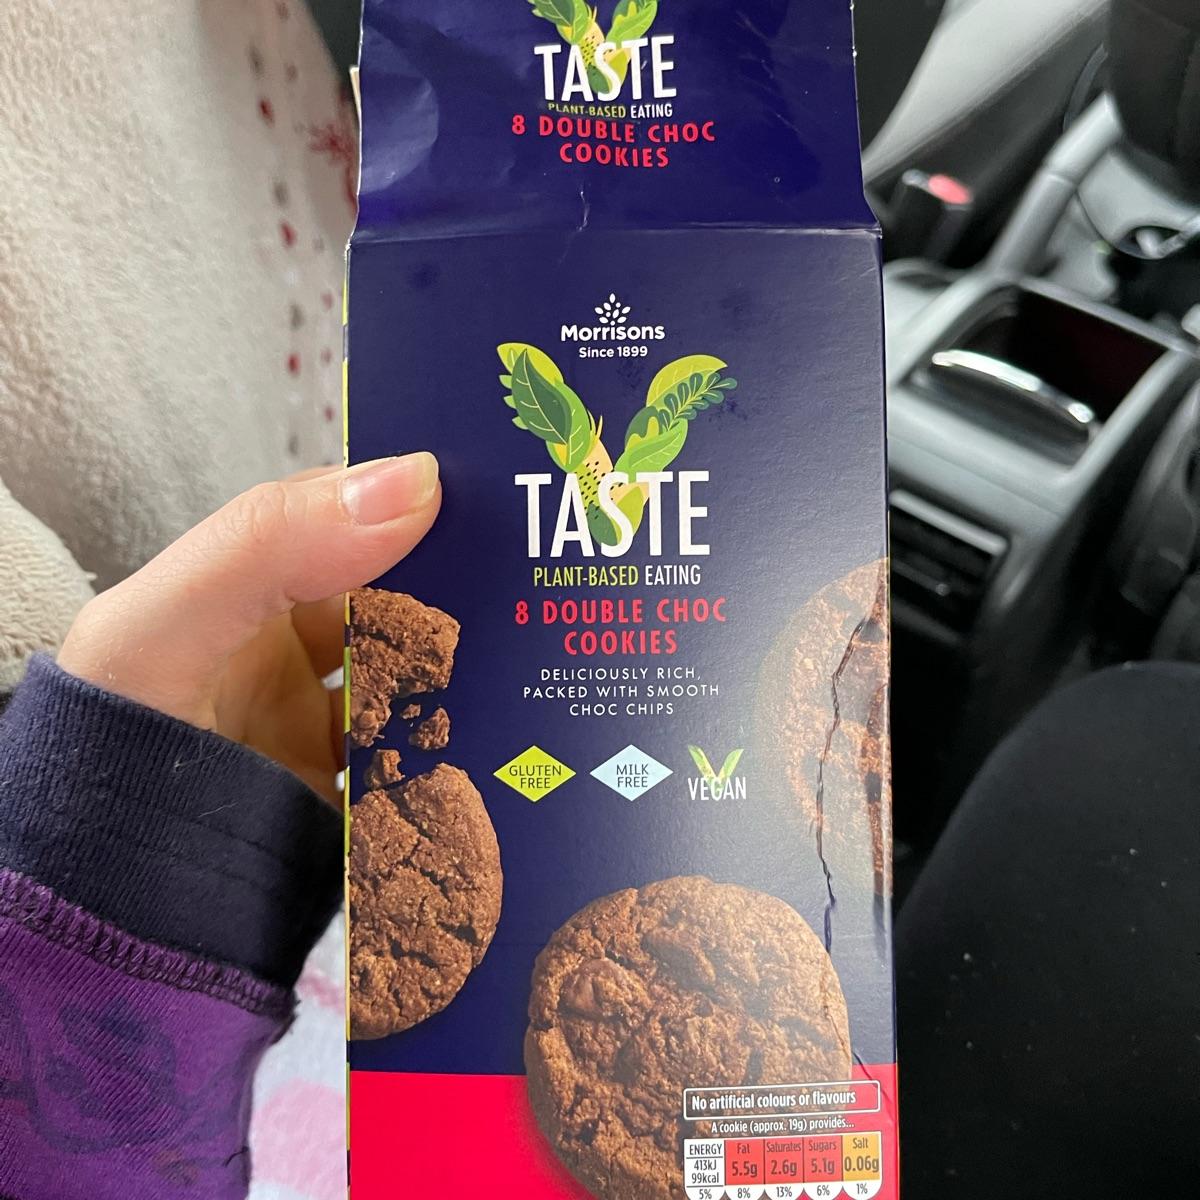 TASTE
PLANT-BASED EATING
8 DOUBLE CHOC
COOKIES
Morrisons
Since 1899
TASTE
PLANT-BASED EATING
8 DOUBLE CHOC
COOKIES
DELICIOUSLY RICH,
PACKED WITH SMOOTH
CHOC CHIPS
GLUTEN
FREE
MILK
FREE
VEGAN
No artificial colours or flavours
A cookie (approx. 19g) provides...
ENERGY Fat Saturates Sugars Salt
413kJ
99kcal 5.5g 2.6g 5.1g 0.06g
5% 8% 13% 6% 1%